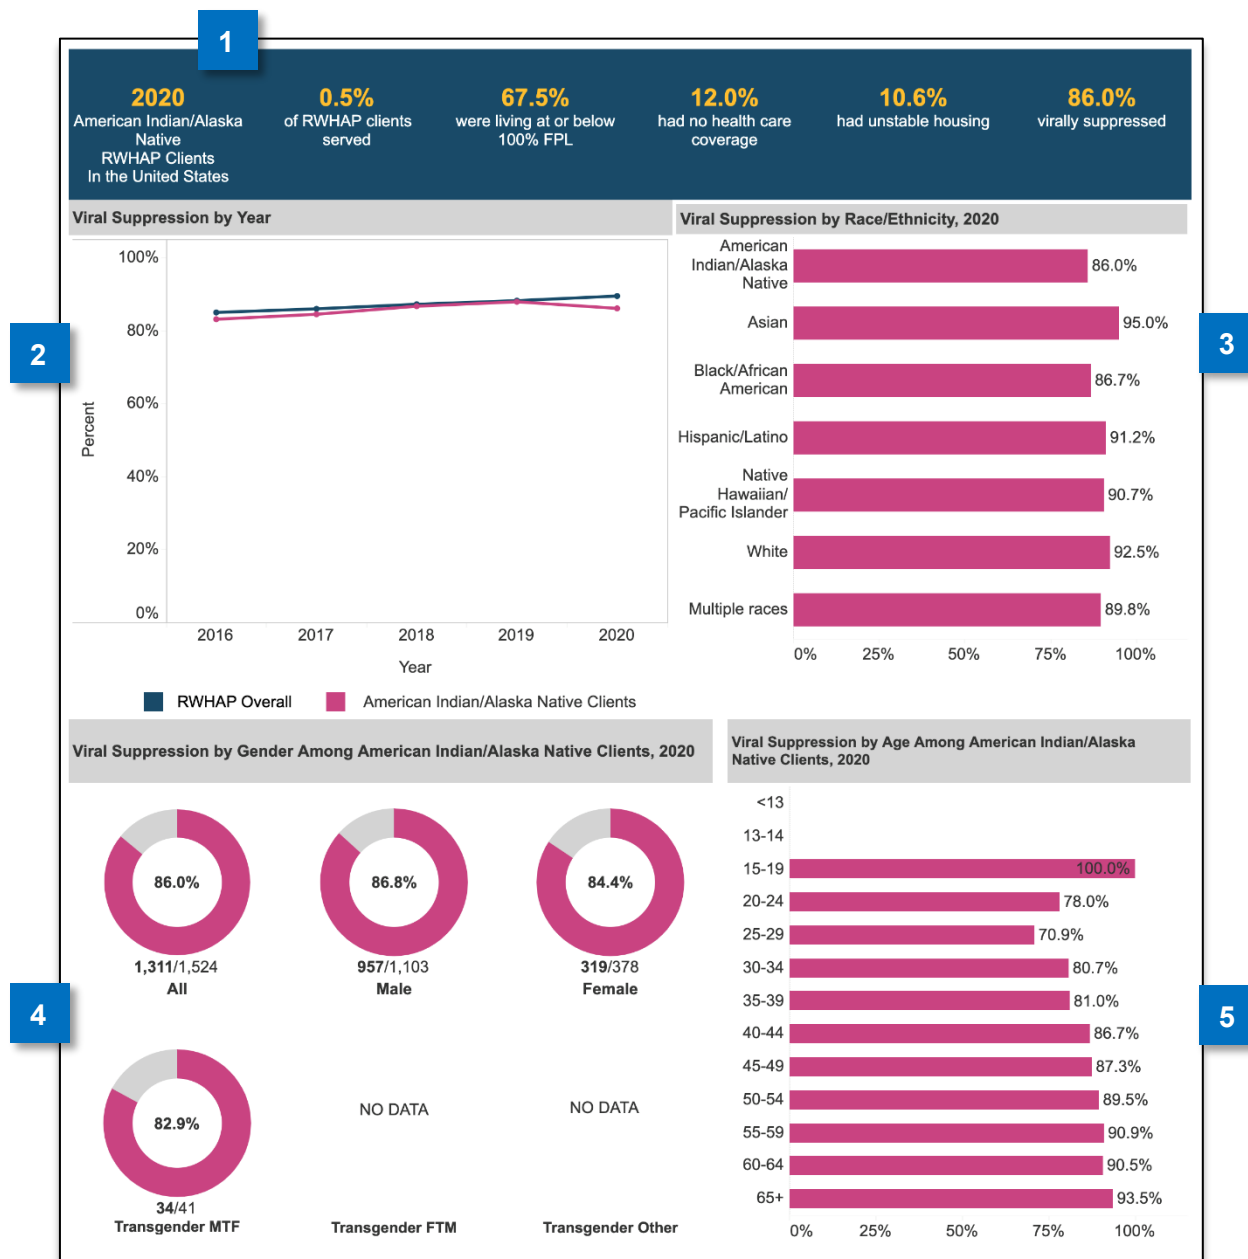 1
2020
American Indian/Alaska
Native
RWHAP Clients
In the United States
0.5%
of RWHAP clients
served
67.5%
were living at or below
100% FPL
12.0%
had no health care
coverage
10.6%
had unstable housing
86.0%
virally suppressed
Viral Suppression by Year
2
100%
80%
60%
40%
20%
0%
Percent
2016
2017
2018
2019
2020
Year
RWHAP Overall
American Indian/Alaska Native Clients
Viral Suppression by Race/Ethnicity, 2020
3
American
Indian/Alaska
Native
86.0%
Asian
95.0%
Black/African
American
86.7%
Hispanic/Latino
91.2%
Native
Hawaiian/
Pacific Islander
90.7%
White
92.5%
Multiple races
89.8%
0%
25%
50%
75%
100%
Viral Suppression by Gender Among American Indian/Alaska Native Clients, 2020
4
86.0%
1,311/1,524
All
86.8%
957/1,103
Male
84.4%
319/378
Female
82.9%
34/41
Transgender MTF
NO DATA
Transgender FTM
NO DATA
Transgender Other
Viral Suppression by Age Among American Indian/Alaska
Native Clients, 2020
5
<13
13-14
15-19
100.0%
20-24
78.0%
25-29
70.9%
30-34
80.7%
35-39
81.0%
40-44
86.7%
45-49
87.3%
50-54
89.5%
55-59
90.9%
60-64
90.5%
65+
93.5%
0%
25%
50%
75%
100%